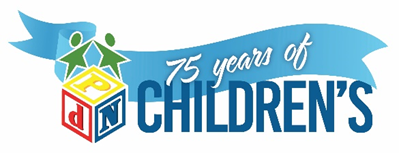 75 years of
P
d N
CHILDREN'S